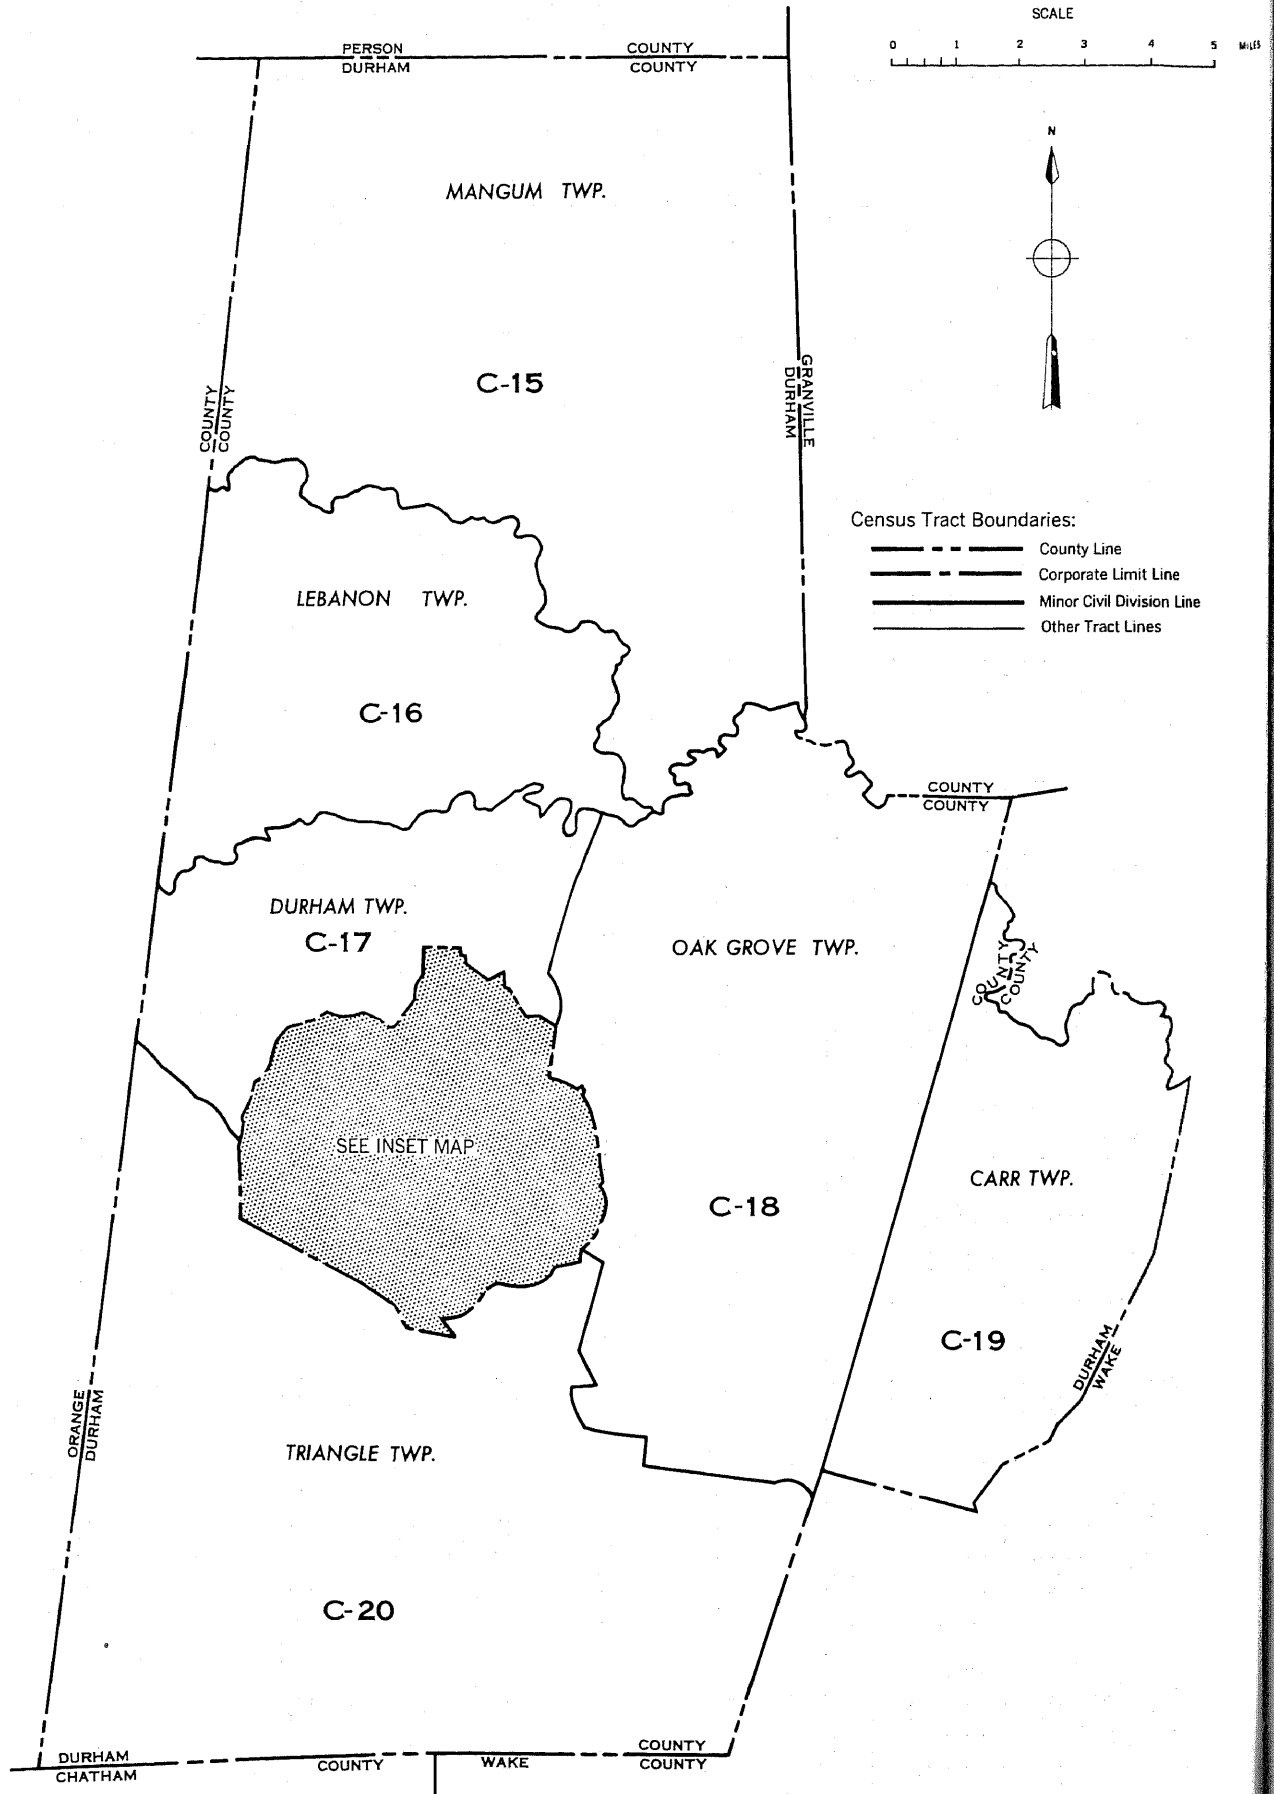 SCALE
0 1 2 3 4 5 MILES
PERSON COUNTY
DURHAM COUNTY
N
MANGUM TWP.
C-15
GRANVILLE
DURHAM
COUNTY
COUNTY
Census Tract Boundaries:
County Line
Corporate Limit Line
Minor Civil Division Line
Other Tract Lines
LEBANON TWP.
C-16
COUNTY
COUNTY
DURHAM TWP.
C-17
OAK GROVE TWP.
COUNTY
COUNTY
SEE INSET MAP
CARR TWP.
C-18
C-19
DURHAM
WAKE
ORANGE
DURHAM
TRIANGLE TWP.
C-20
DURHAM COUNTY
CHATHAM COUNTY WAKE COUNTY